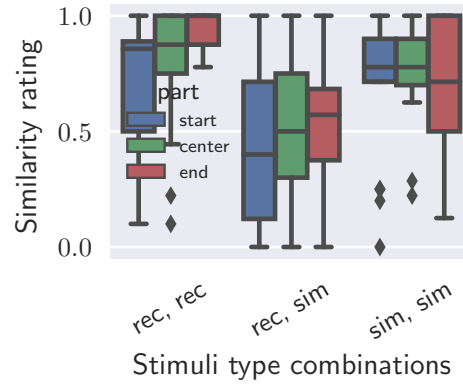 Similarity rating
1.0
0.5
0.0
part
start
center
end
rec, rec
rec, sim
sim, sim
Stimuli type combinations